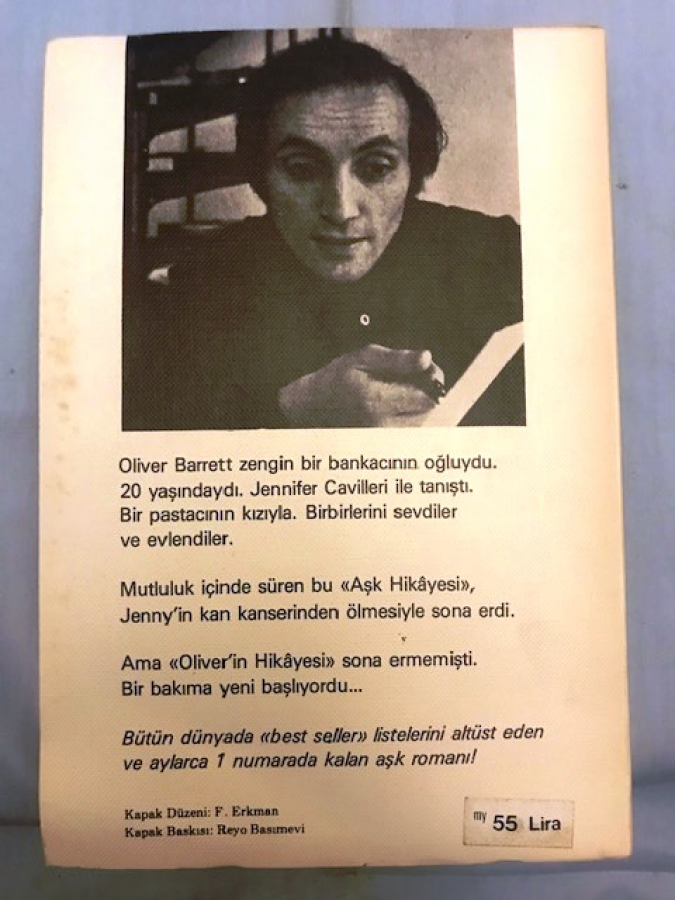 Oliver Barrett zengin bir bankacının oğluydu.
20 yaşındaydı. Jennifer Cavilleri ile tanıştı.
Bir pastacının kızıyla. Birbirlerini sevdiler
ve evlendiler.
Mutluluk içinde süren bu «Aşk Hikâyesi»,
Jenny'in kan kanserinden ölmesiyle sona erdi.
Ama «Oliver'in Hikâyesi» sona ermemişti.
Bir bakıma yeni başlıyordu...
Bütün dünyada «best seller» listelerini altüst eden
ve aylarca 1 numarada kalan aşk romanı!
Kapak Düzeni: F. Erkman
Kapak Baskısı: Reyo Basımevi
my 55 Lira